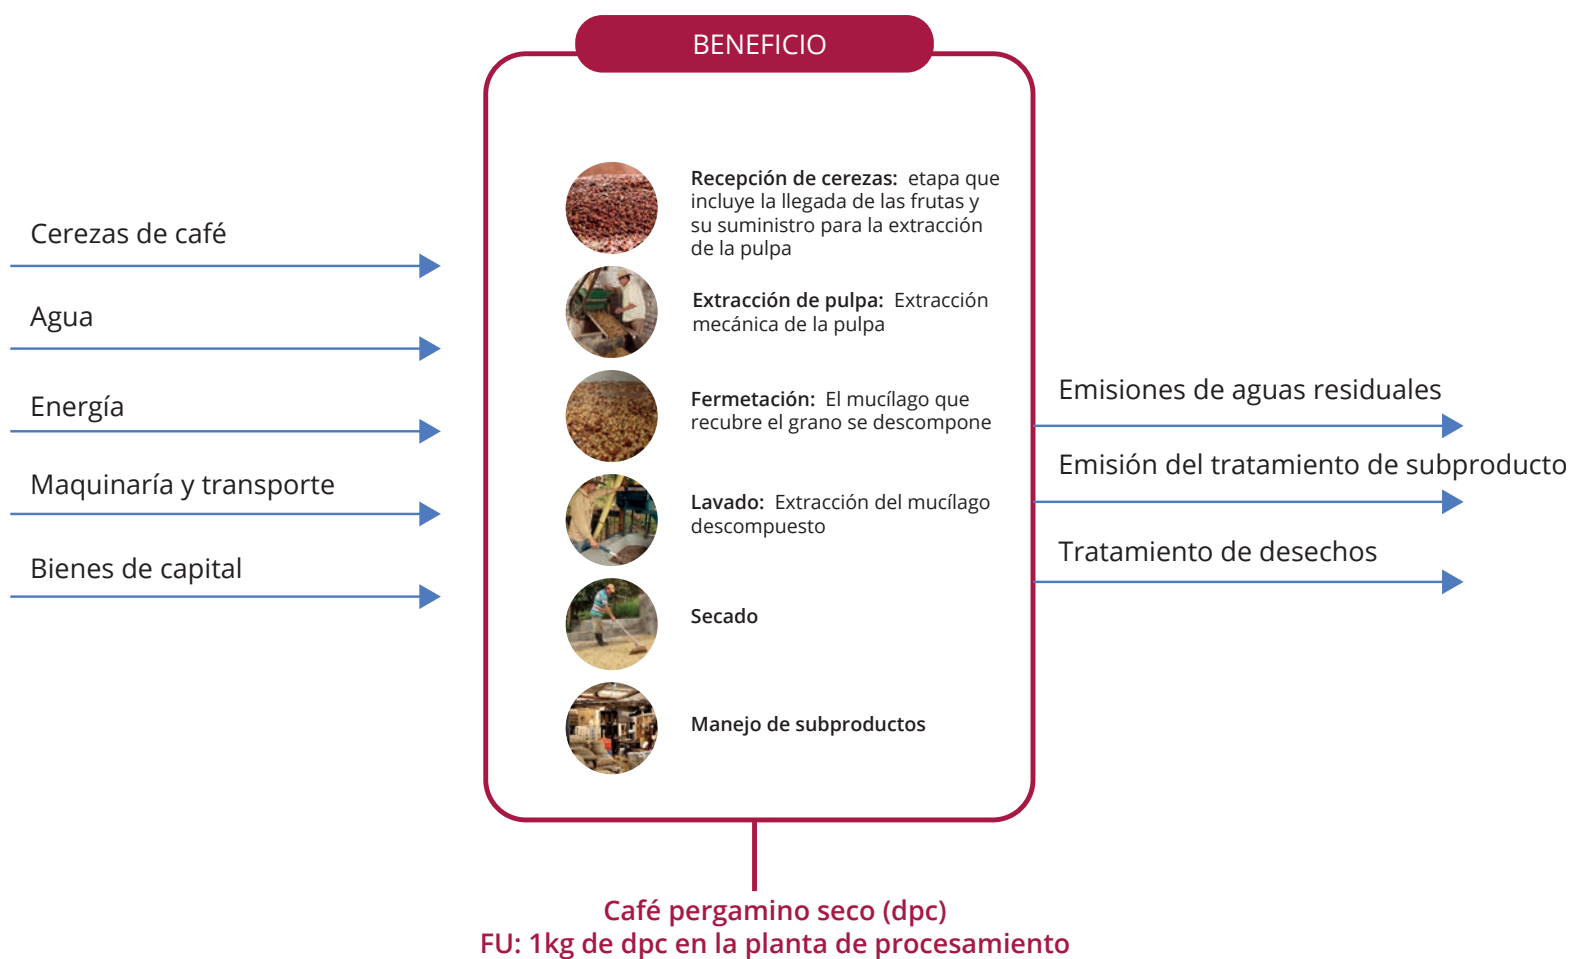 BENEFICIO
Cerezas de café
Agua
Energía
Maquinaría y transporte
Bienes de capital
Recepción de cerezas: etapa que
incluye la llegada de las frutas y
su suministro para la extracción
de la pulpa
Extracción de pulpa: Extracción
mecánica de la pulpa
Fermetación: El mucílago que
recubre el grano se descompone
Lavado: Extracción del mucílago
descompuesto
Secado
Manejo de subproductos
Emisiones de aguas residuales
Emisión del tratamiento de subproducto
Tratamiento de desechos
Café pergamino seco (dpc)
FU: 1kg de dpc en la planta de procesamiento